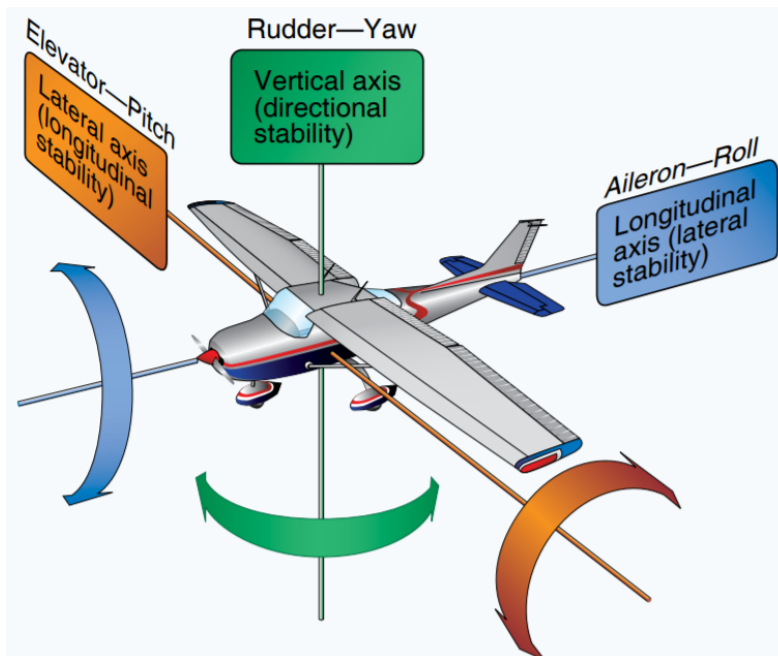 Elevator—Pitch
Lateral axis
(longitudinal
stability)
Rudder—Yaw
Vertical axis
(directional
stability)
Aileron—Roll
Longitudinal
axis (lateral
stability)